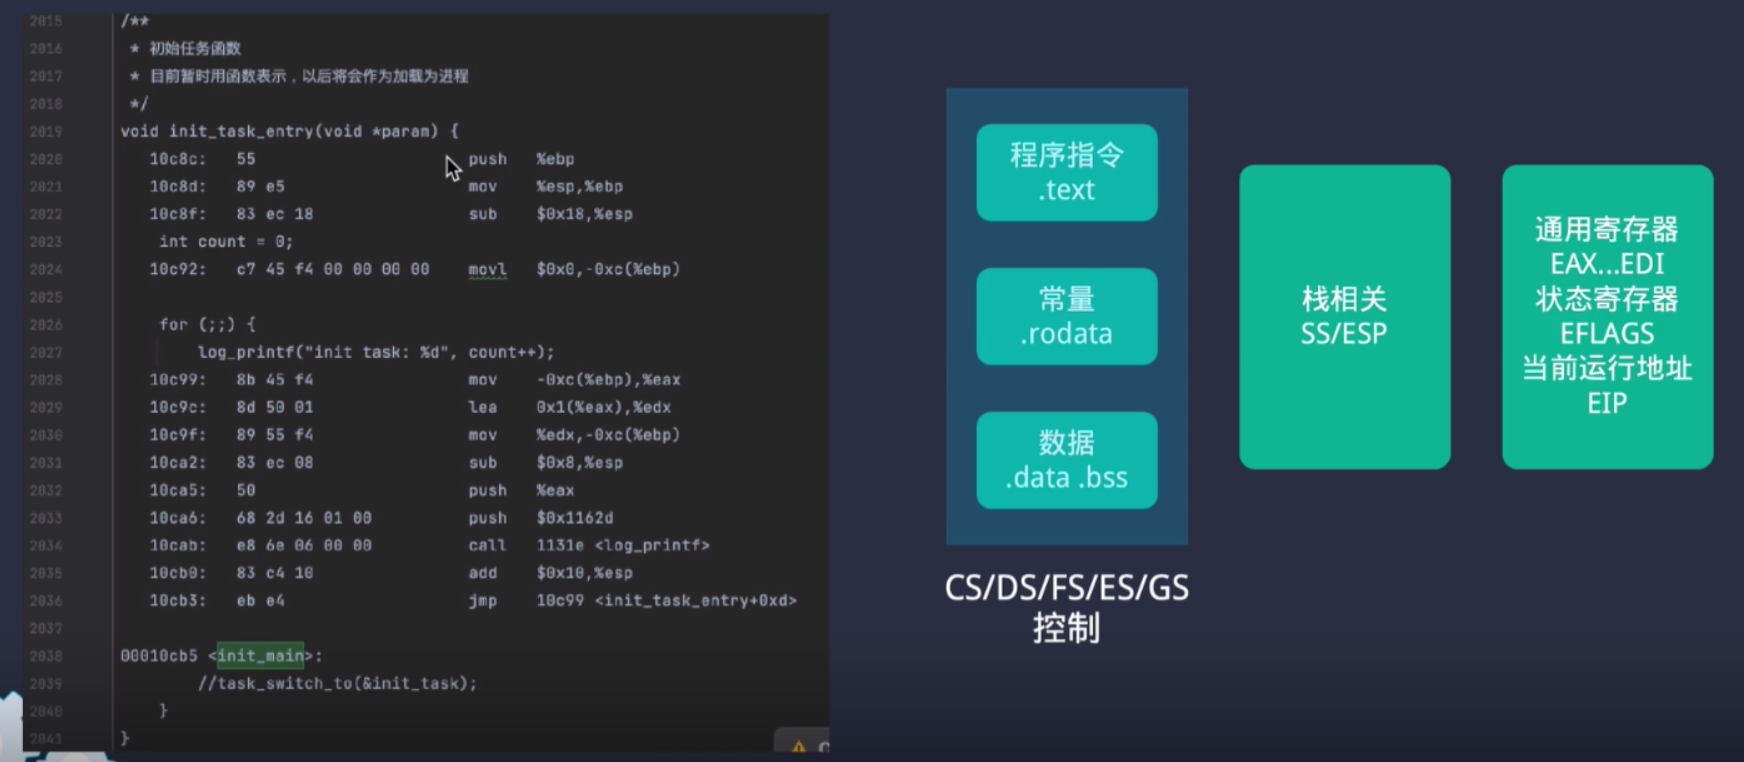 2015 /**
2016 * 初始任务函数
2017 * 目前暂时用函数表示，以后将会作为加载为进程
2018 */
2019 void init_task_entry(void *param) {
2020 10c8c: 55 push %ebp
2021 10c8d: 89 e5 mov %esp,%ebp
2022 10c8f: 83 ec 18 sub $0x18,%esp
2023 int count = 0;
2024 10c92: c7 45 f4 00 00 00 00 movl $0x0,-0xc(%ebp)
2025
2026 for (;;) {
2027 log_printf("init task: %d", count++);
2028 10c99: 8b 45 f4 mov -0xc(%ebp),%eax
2029 10c9c: 8d 50 01 lea 0x1(%eax),%edx
2030 10c9f: 89 55 f4 mov %edx,-0xc(%ebp)
2031 10ca2: 83 ec 08 sub $0x8,%esp
2032 10ca5: 50 push %eax
2033 10ca6: 68 2d 16 01 00 push $0x1162d
2034 10cab: e8 6e 06 00 00 call 1131e <log_printf>
2035 10cb0: 83 c4 10 add $0x10,%esp
2036 10cb3: eb e4 jmp 10c99 <init_task_entry+0xd>
2037
2038 00010cb5 <init_main>:
2039 //task_switch_to(&init_task);
2040 }
2041 }
程序指令
.text
常量
.rodata
数据
.data .bss
CS/DS/FS/ES/GS
控制
栈相关
SS/ESP
通用寄存器
EAX...EDI
状态寄存器
EFLAGS
当前运行地址
EIP